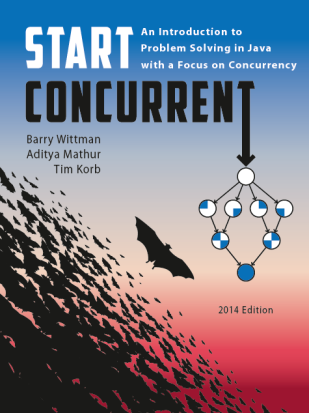 START
An Introduction to
Problem Solving in Java
with a Focus on Concurrency
CONCURRENT
Barry Wittman
Aditya Mathur
Tim Korb
2014 Edition